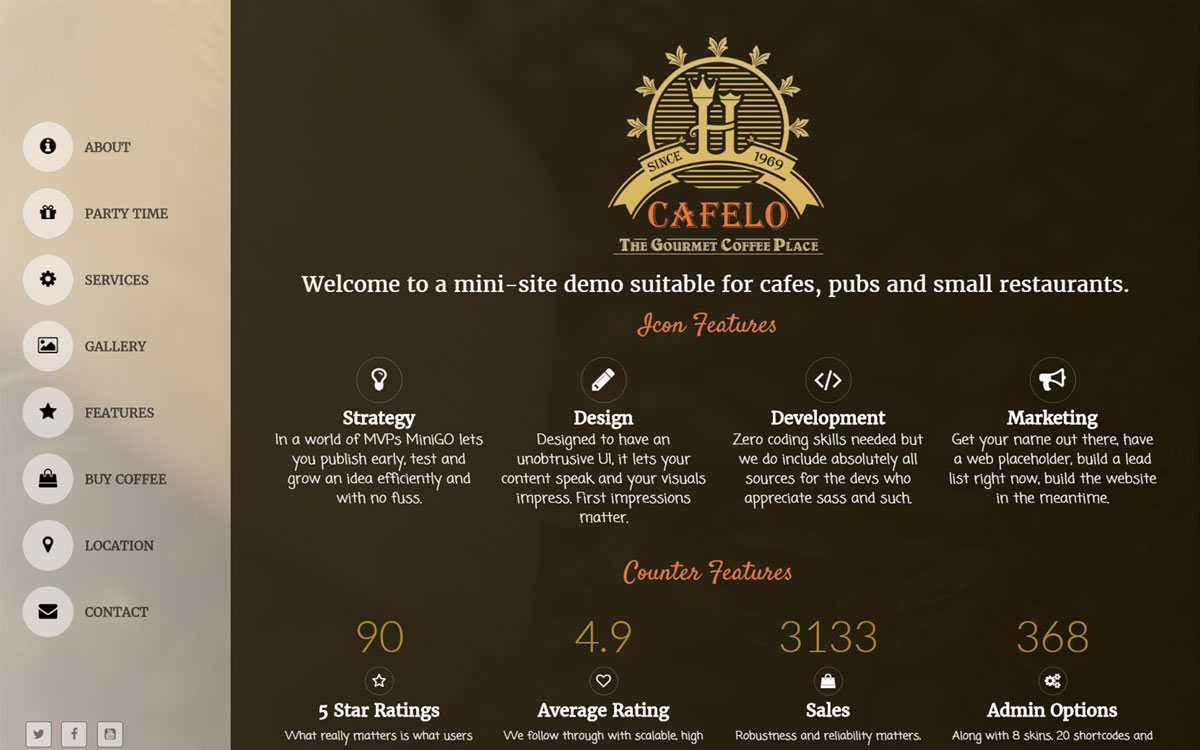 ABOUT
PARTY TIME
SERVICES
GALLERY
FEATURES
BUY COFFEE
LOCATION
CONTACT
H
SINCE 1969
CAFELO
THE GOURMET COFFEE PLACE
Welcome to a mini-site demo suitable for cafes, pubs and small restaurants.
Icon Features
Strategy
In a world of MVPs MiniGO lets
you publish early, test and
grow an idea efficiently and
with no fuss.
Design
Designed to have an
unobtrusive UI, it lets your
content speak and your visuals
impress. First impressions
matter.
Development
Zero coding skills needed but
we do include absolutely all
sources for the devs who
appreciate sass and such.
Marketing
Get your name out there, have
a web placeholder, build a lead
list right now, build the website
in the meantime.
Counter Features
90
5 Star Ratings
What really matters is what users
4.9
Average Rating
We follow through with scalable, high
3133
Sales
Robustness and reliability matters.
368
Admin Options
Along with 8 skins, 20 shortcodes and